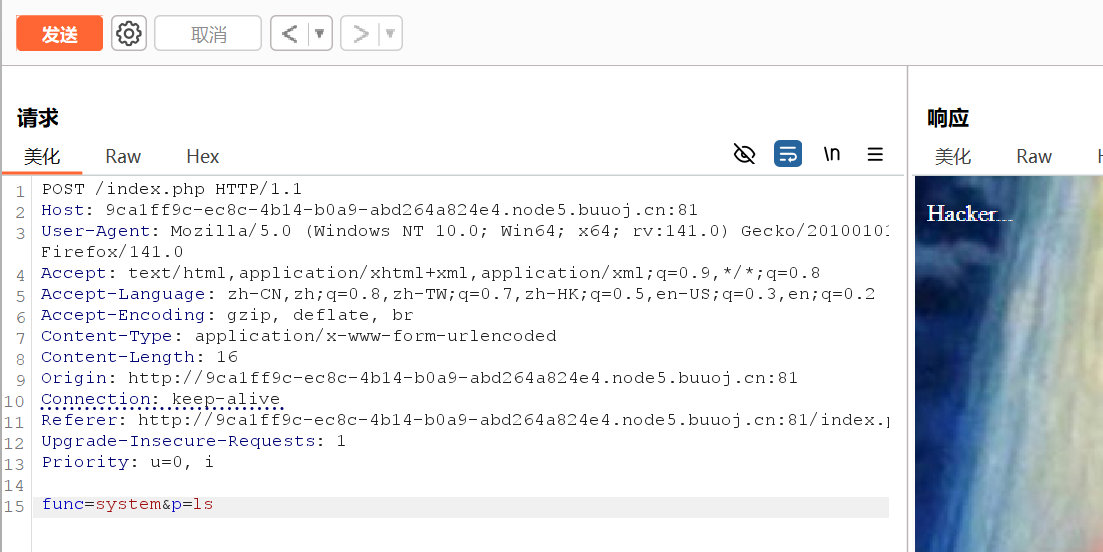 发送 取消 < >
请求
美化 Raw Hex \n
1 POST /index.php HTTP/1.1
2 Host: 9ca1ff9c-ec8c-4b14-b0a9-abd264a824e4.node5.buuoj.cn:81
3 User-Agent: Mozilla/5.0 (Windows NT 10.0; Win64; x64; rv:141.0) Gecko/20100101
Firefox/141.0
4 Accept: text/html,application/xhtml+xml,application/xml;q=0.9,*/*;q=0.8
5 Accept-Language: zh-CN,zh;q=0.8,zh-TW;q=0.7,zh-HK;q=0.5,en-US;q=0.3,en;q=0.2
6 Accept-Encoding: gzip, deflate, br
7 Content-Type: application/x-www-form-urlencoded
8 Content-Length: 16
9 Origin: http://9ca1ff9c-ec8c-4b14-b0a9-abd264a824e4.node5.buuoj.cn:81
10 Connection: keep-alive
11 Referer: http://9ca1ff9c-ec8c-4b14-b0a9-abd264a824e4.node5.buuoj.cn:81/index.p
12 Upgrade-Insecure-Requests: 1
13 Priority: u=0, i
14
15 func=system&p=ls
响应
美化 Raw
Hacker...